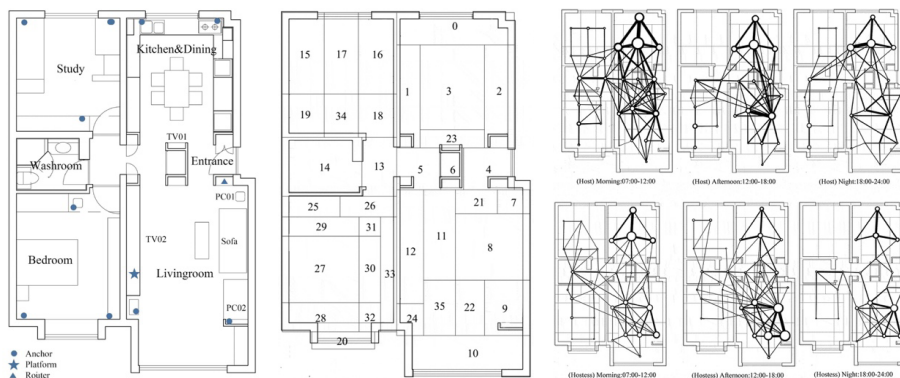 Kitchen&Dining
Study
TV01
Washroom
Entrance
PC01
TV02
Sofa
Bedroom
Livingroom
PC02
Anchor
Platform
Router
0
15 17 16
1 3 2
19 34 18
23
14 13 5 6 4
25 26 21 7
29 31
12 11 8
27 30 33
35 22 9
28 32 24
20
10
(Host) Morning:07:00-12:00
(Host) Afternoon:12:00-18:00
(Host) Night:18:00-24:00
(Hostess) Morning:07:00-12:00
(Hostess) Afternoon:12:00-18:00
(Hostess) Night:18:00-24:00